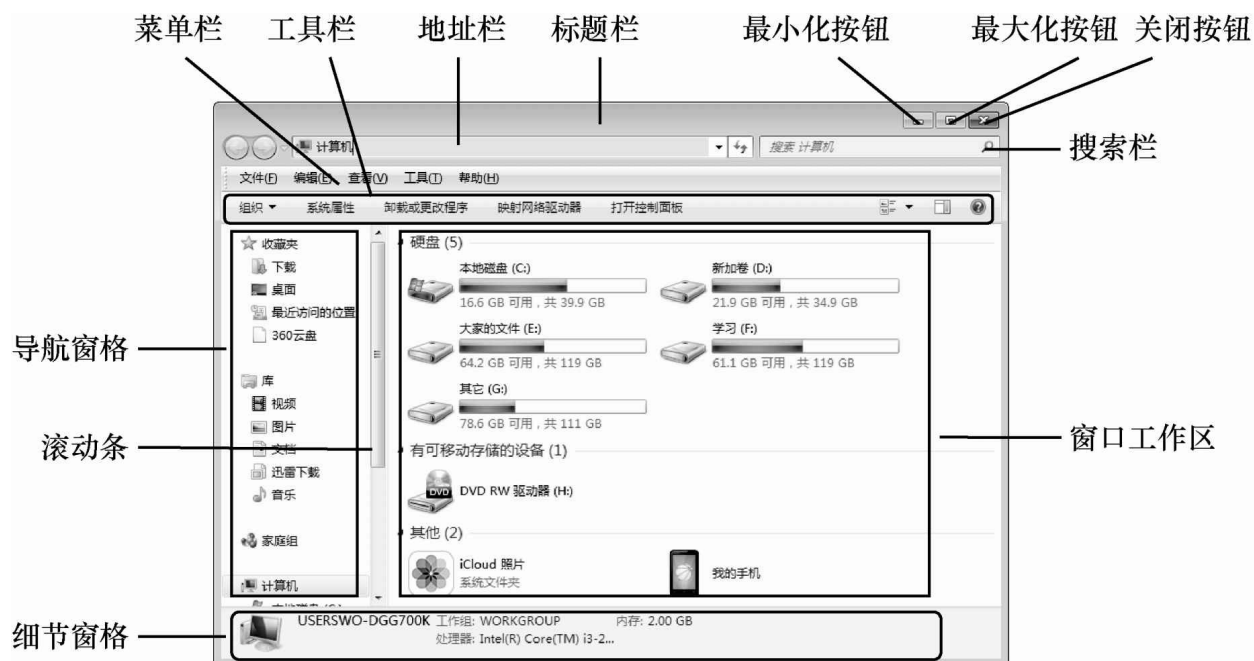 菜单栏 工具栏 地址栏 标题栏 最小化按钮 最大化按钮 关闭按钮
计算机 搜索 计算机
搜索栏
文件(F) 编辑(E) 查看(V) 工具(T) 帮助(H)
组织 系统属性 卸载或更改程序 映射网络驱动器 打开控制面板
收藏夹
下载
桌面
最近访问的位置
360云盘
库
视频
图片
文档
迅雷下载
音乐
家庭组
计算机
导航窗格
滚动条
硬盘 (5)
本地磁盘 (C:)
16.6 GB 可用，共 39.9 GB
新加卷 (D:)
21.9 GB 可用，共 34.9 GB
大家的文件 (E:)
64.2 GB 可用，共 119 GB
学习 (F:)
61.1 GB 可用，共 119 GB
其它 (G:)
78.6 GB 可用，共 111 GB
有可移动存储的设备 (1)
DVD
DVD RW 驱动器 (H:)
其他 (2)
iCloud 照片
系统文件夹
我的手机
窗口工作区
细节窗格
USERSWO-DGG700K 工作组: WORKGROUP 内存: 2.00 GB
处理器: Intel(R) Core(TM) i3-2...